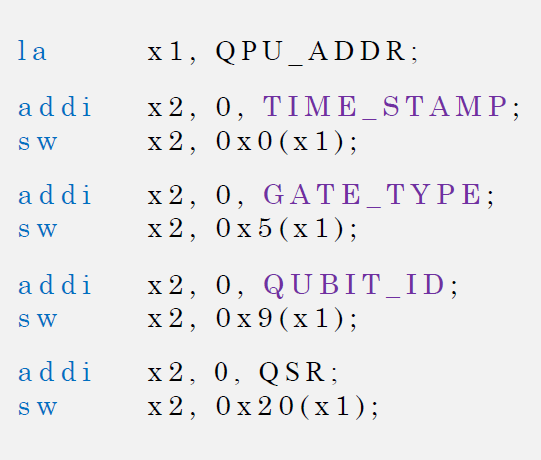 la x1, QPU_ADDR;
addi x2, 0, TIME_STAMP;
sw x2, 0x0(x1);
addi x2, 0, GATE_TYPE;
sw x2, 0x5(x1);
addi x2, 0, QUBIT_ID;
sw x2, 0x9(x1);
addi x2, 0, QSR;
sw x2, 0x20(x1);